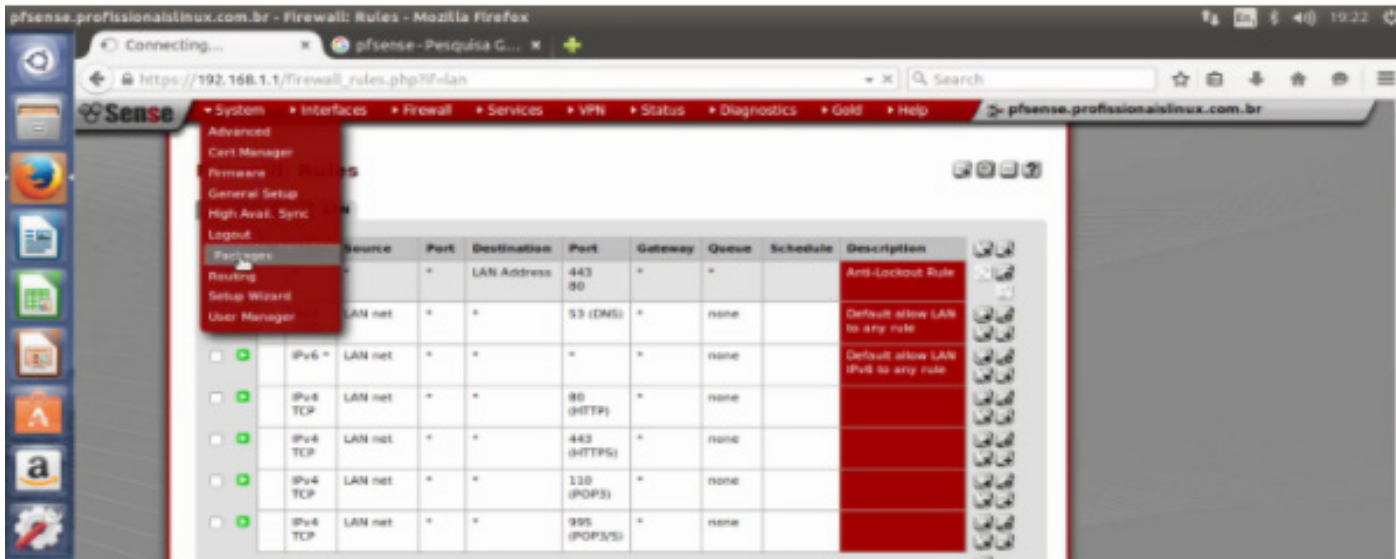 pfsense.profissionaislinux.com.br - Firewall: Rules - Mozilla Firefox
En
19:22
Connecting...
pfsense - Pesquisa G...
https://192.168.1.1/firewall_rules.php?if=lan
Search
Sense
System Interfaces Firewall Services VPN Status Diagnostics Gold Help
pfsense.profissionaislinux.com.br
Advanced
Cert Manager
Firmware
General Setup
High Avail. Sync
Logout
Packages
Routing
Setup Wizard
User Manager
Rules
Source Port Destination Port Gateway Queue Schedule Description
* * LAN Address 443 80 * * Anti-Lockout Rule
LAN net * * 53 (DNS) * none Default allow LAN to any rule
IPv6 * LAN net * * * * none Default allow LAN IPv6 to any rule
IPv4 TCP LAN net * * 80 (HTTP) * none
IPv4 TCP LAN net * * 443 (HTTPS) * none
IPv4 TCP LAN net * * 110 (POP3) * none
IPv4 TCP LAN net * * 995 (POP3/S) * none